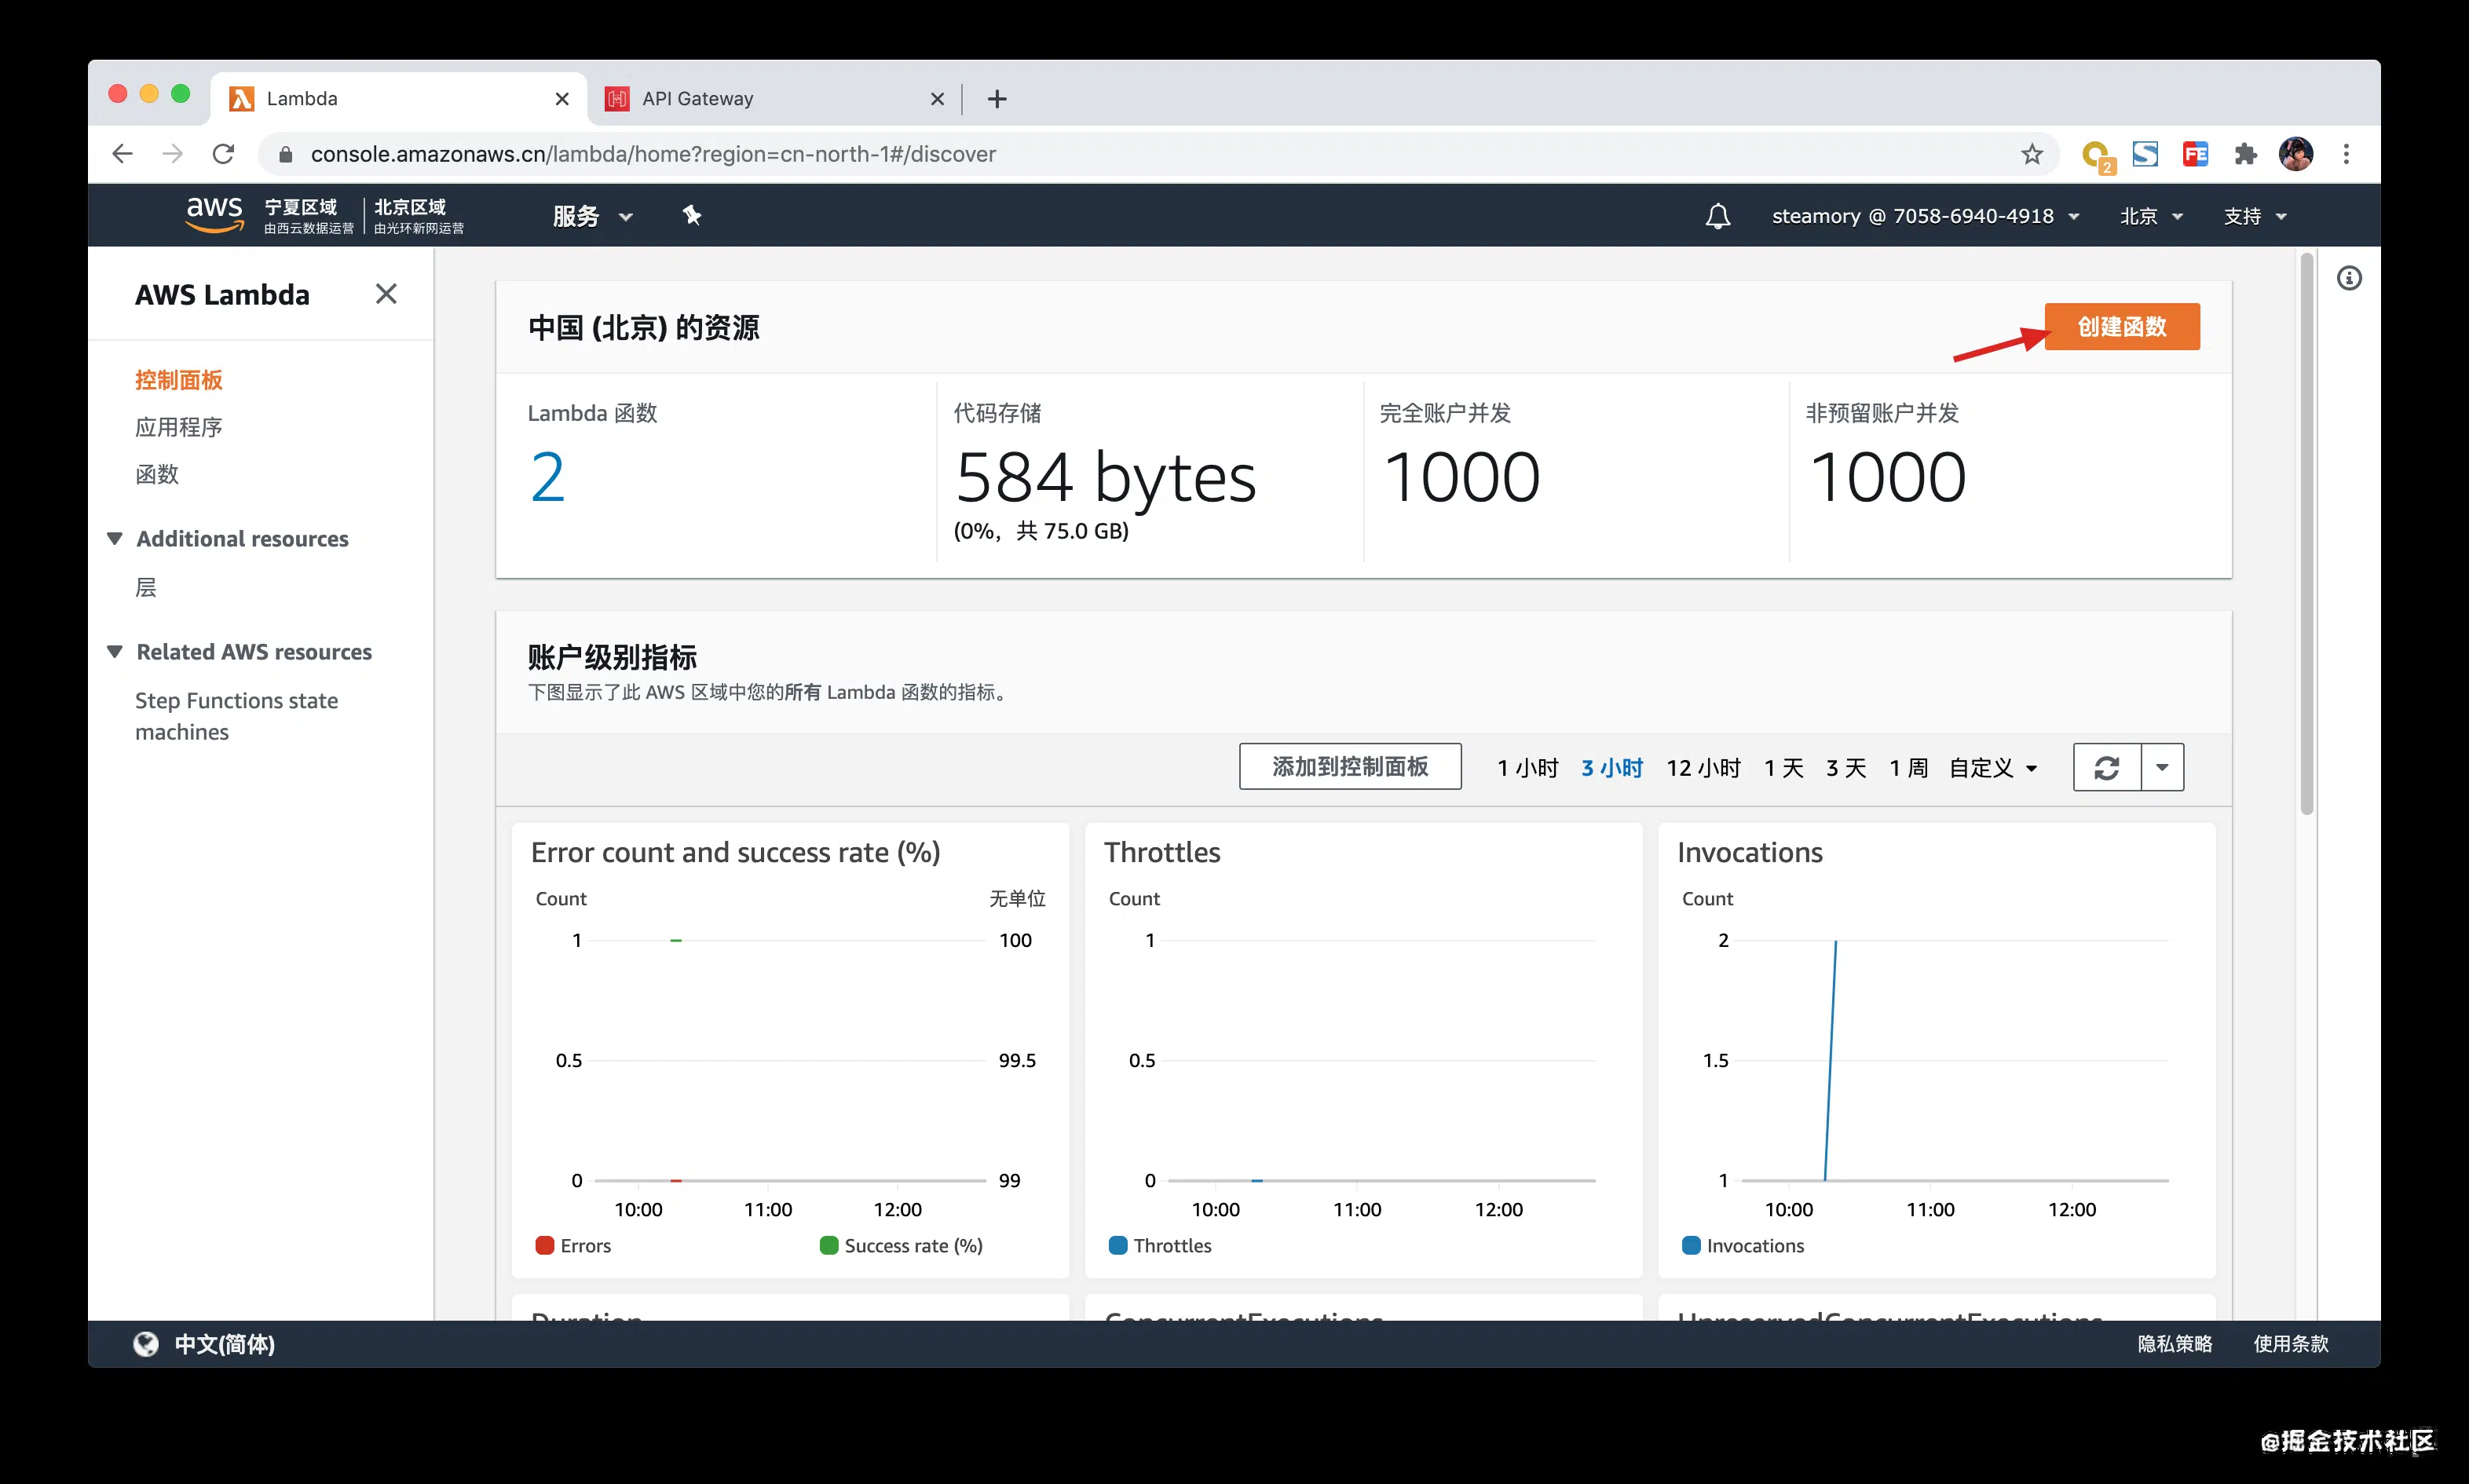 Lambda
API Gateway
console.amazonaws.cn/lambda/home?region=cn-north-1#/discover
2
FE
aws
宁夏区域
由西云数据运营
北京区域
由光环新网运营
服务
steamory @ 7058-6940-4918
北京
支持
AWS Lambda
控制面板
应用程序
函数
Additional resources
层
Related AWS resources
Step Functions state
machines
中国 (北京) 的资源
创建函数
Lambda 函数
2
代码存储
584 bytes
(0%，共 75.0 GB)
完全账户并发
1000
非预留账户并发
1000
账户级别指标
下图显示了此 AWS 区域中您的所有 Lambda 函数的指标。
添加到控制面板
1 小时
3 小时
12 小时
1 天
3 天
1 周
自定义
Error count and success rate (%)
Count
无单位
1
100
0.5
99.5
0
99
10:00
11:00
12:00
Errors
Success rate (%)
Throttles
Count
1
0.5
0
10:00
11:00
12:00
Throttles
Invocations
Count
2
1.5
1
10:00
11:00
12:00
Invocations
Duration
ConcurrentExecutions
UnreservedConcurrentExecutions
中文(简体)
隐私策略
使用条款
@掘金技术社区